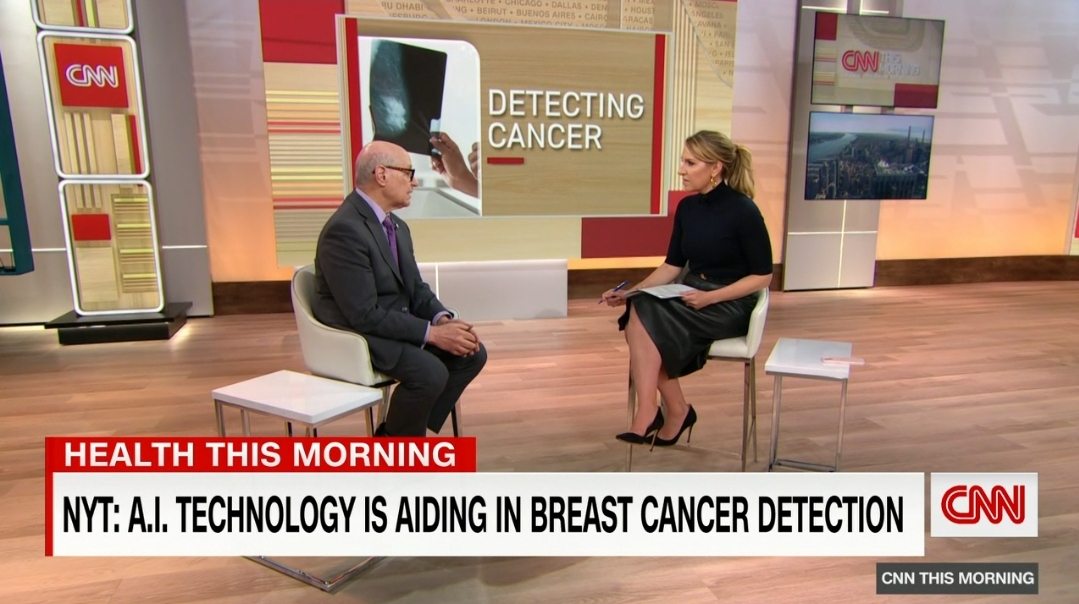 CNN
DETECTING
CANCER
CNN
HEALTH THIS MORNING
NYT: A.I. TECHNOLOGY IS AIDING IN BREAST CANCER DETECTION
CNN
CNN THIS MORNING